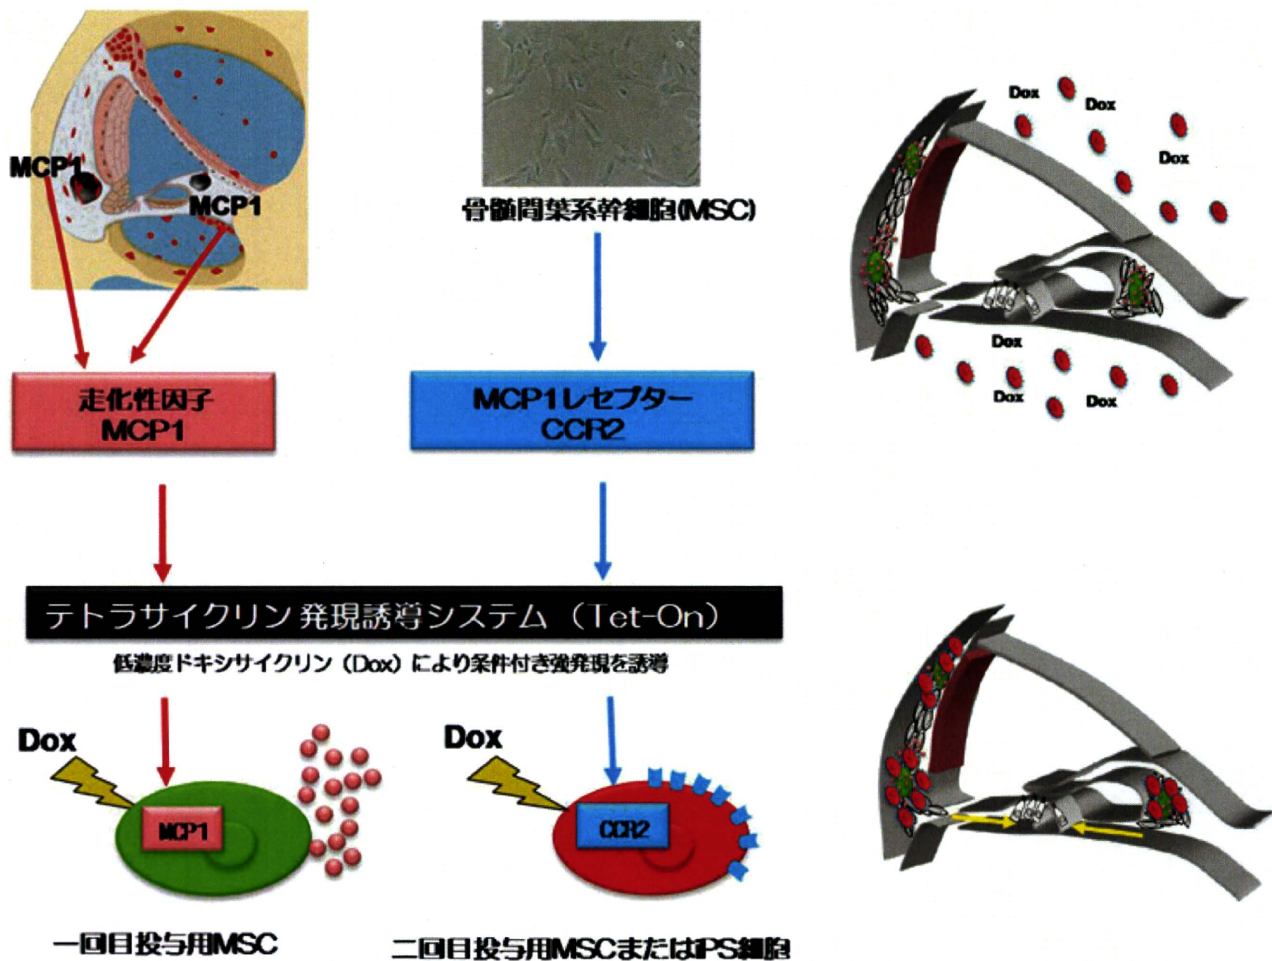 MCP1
MCP1
骨髄間葉系幹細胞(MSC)
走化性因子
MCP1
MCP1レセプター
CCR2
テトラサイクリン発現誘導システム（Tet-On）
低濃度ドキシサイクリン（Dox）により条件付き強発現を誘導
Dox
MCP1
一回目投与用MSC
Dox
CCR2
二回目投与用MSCまたはiPS細胞
Dox
Dox
Dox
Dox
Dox
Dox